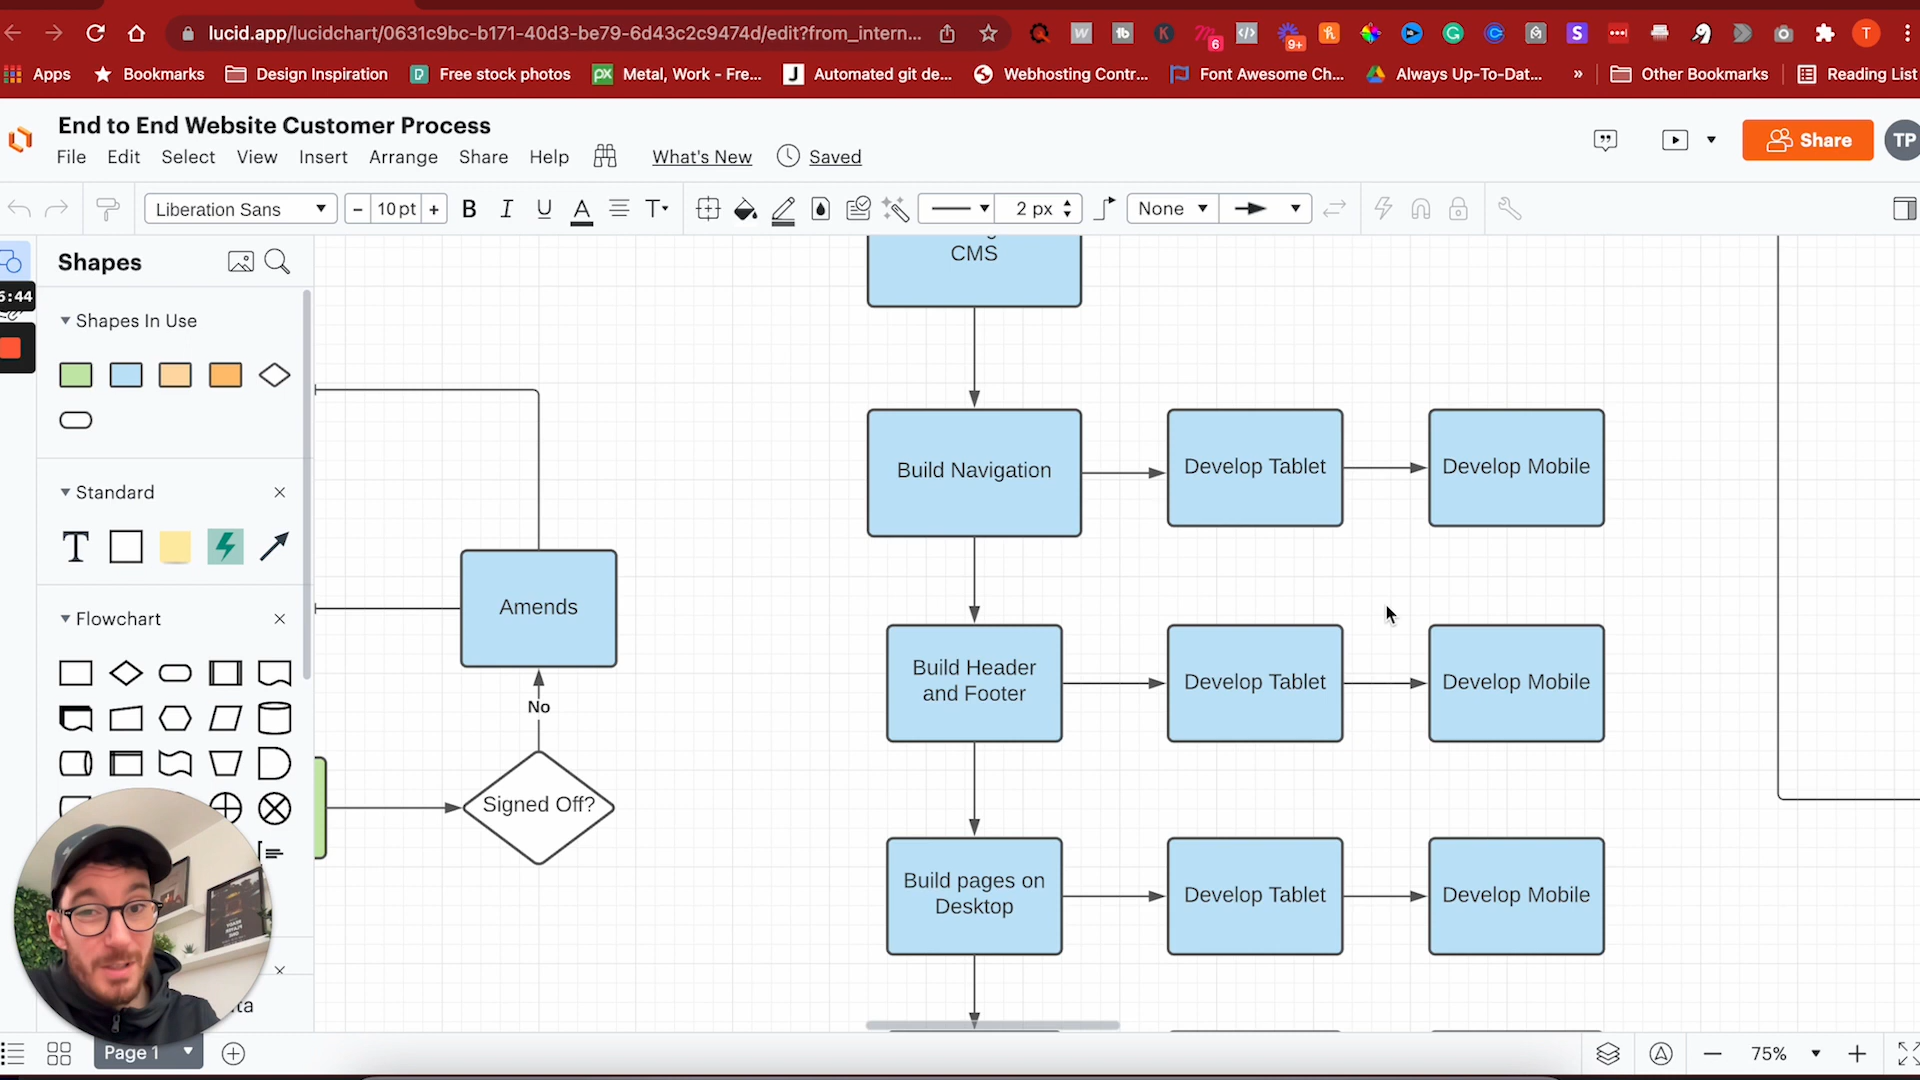 lucid.app/lucidchart/0631c9bc-b171-40d3-be79-6d43c2c9474d/edit?from_intern...
6
9+
T
Apps
Bookmarks
Design Inspiration
Free stock photos
Metal, Work - Fre...
Automated git de...
Webhosting Contr...
Font Awesome Ch...
Always Up-To-Dat...
»
Other Bookmarks
Reading List
End to End Website Customer Process
File Edit Select View Insert Arrange Share Help
What's New
Saved
Share
TP
Liberation Sans
− 10 pt +
B I U A T
2 px
None
Shapes
5:44
Shapes In Use
Standard
T
Flowchart
CMS
Build Navigation
Develop Tablet
Develop Mobile
Amends
Build Header
and Footer
Develop Tablet
Develop Mobile
No
Signed Off?
Build pages on
Desktop
Develop Tablet
Develop Mobile
Page 1
75%